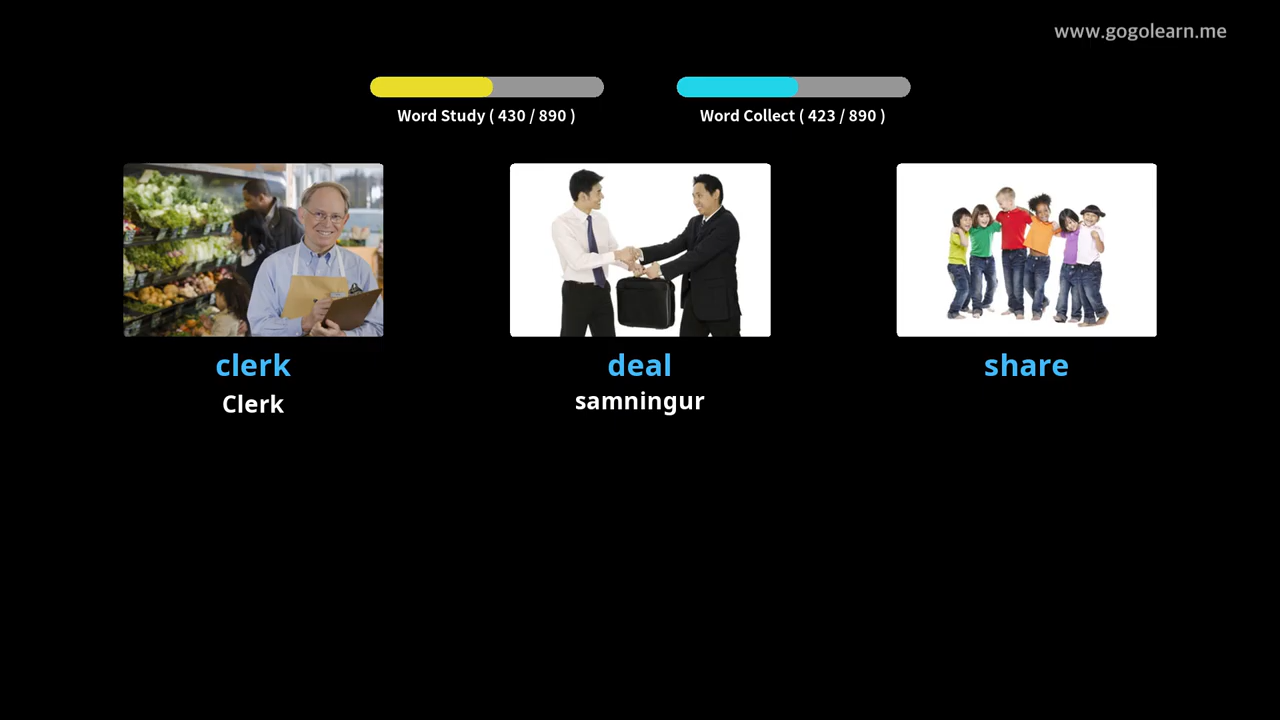 www.gogolearn.me
Word Study ( 430 / 890 )
Word Collect ( 423 / 890 )
clerk
Clerk
deal
samningur
share